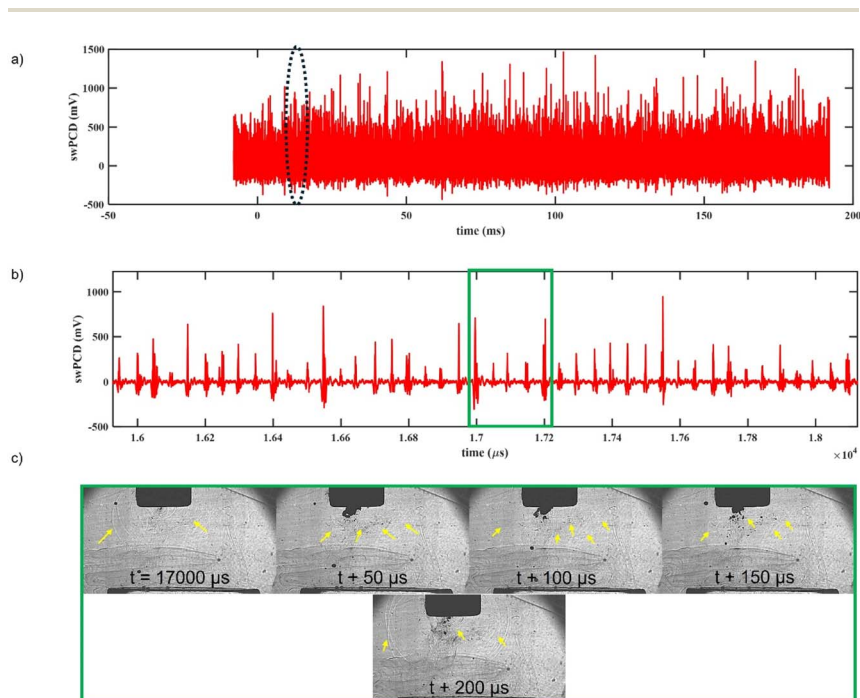 a)
swPCD (mV)
1500
1000
500
0
-500
-50 0 50 100 150 200
time (ms)
b)
swPCD (mV)
1000
500
0
-500
1.6 1.62 1.64 1.66 1.68 1.7 1.72 1.74 1.76 1.78 1.8
time (μs)
×10⁴
c)
t = 17000 μs t + 50 μs t + 100 μs t + 150 μs
t + 200 μs